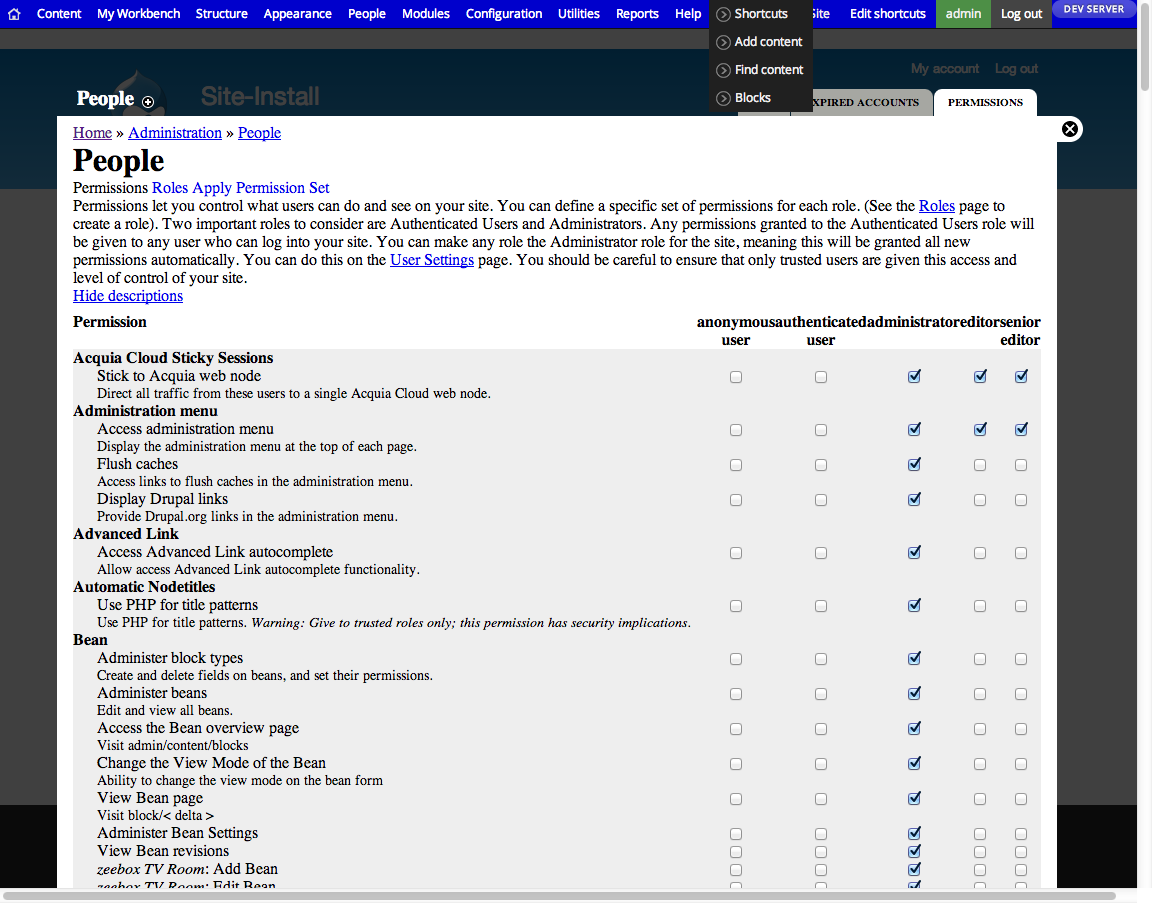 Content My Workbench Structure Appearance People Modules Configuration Utilities Reports Help Shortcuts Site Edit shortcuts admin Log out DEV SERVER
Add content
Find content
Blocks
My account Log out
People
Site-Install
XPIRED ACCOUNTS PERMISSIONS
Home » Administration » People
People
Permissions Roles Apply Permission Set
Permissions let you control what users can do and see on your site. You can define a specific set of permissions for each role. (See the Roles page to
create a role). Two important roles to consider are Authenticated Users and Administrators. Any permissions granted to the Authenticated Users role will
be given to any user who can log into your site. You can make any role the Administrator role for the site, meaning this will be granted all new
permissions automatically. You can do this on the User Settings page. You should be careful to ensure that only trusted users are given this access and
level of control of your site.
Hide descriptions
Permission anonymous authenticated administrator editor senior
user user editor
Acquia Cloud Sticky Sessions
Stick to Acquia web node
Direct all traffic from these users to a single Acquia Cloud web node.
Administration menu
Access administration menu
Display the administration menu at the top of each page.
Flush caches
Access links to flush caches in the administration menu.
Display Drupal links
Provide Drupal.org links in the administration menu.
Advanced Link
Access Advanced Link autocomplete
Allow access Advanced Link autocomplete functionality.
Automatic Nodetitles
Use PHP for title patterns
Use PHP for title patterns. Warning: Give to trusted roles only; this permission has security implications.
Bean
Administer block types
Create and delete fields on beans, and set their permissions.
Administer beans
Edit and view all beans.
Access the Bean overview page
Visit admin/content/blocks
Change the View Mode of the Bean
Ability to change the view mode on the bean form
View Bean page
Visit block/< delta >
Administer Bean Settings
View Bean revisions
zeebox TV Room: Add Bean
zeebox TV Room: Edit Bean